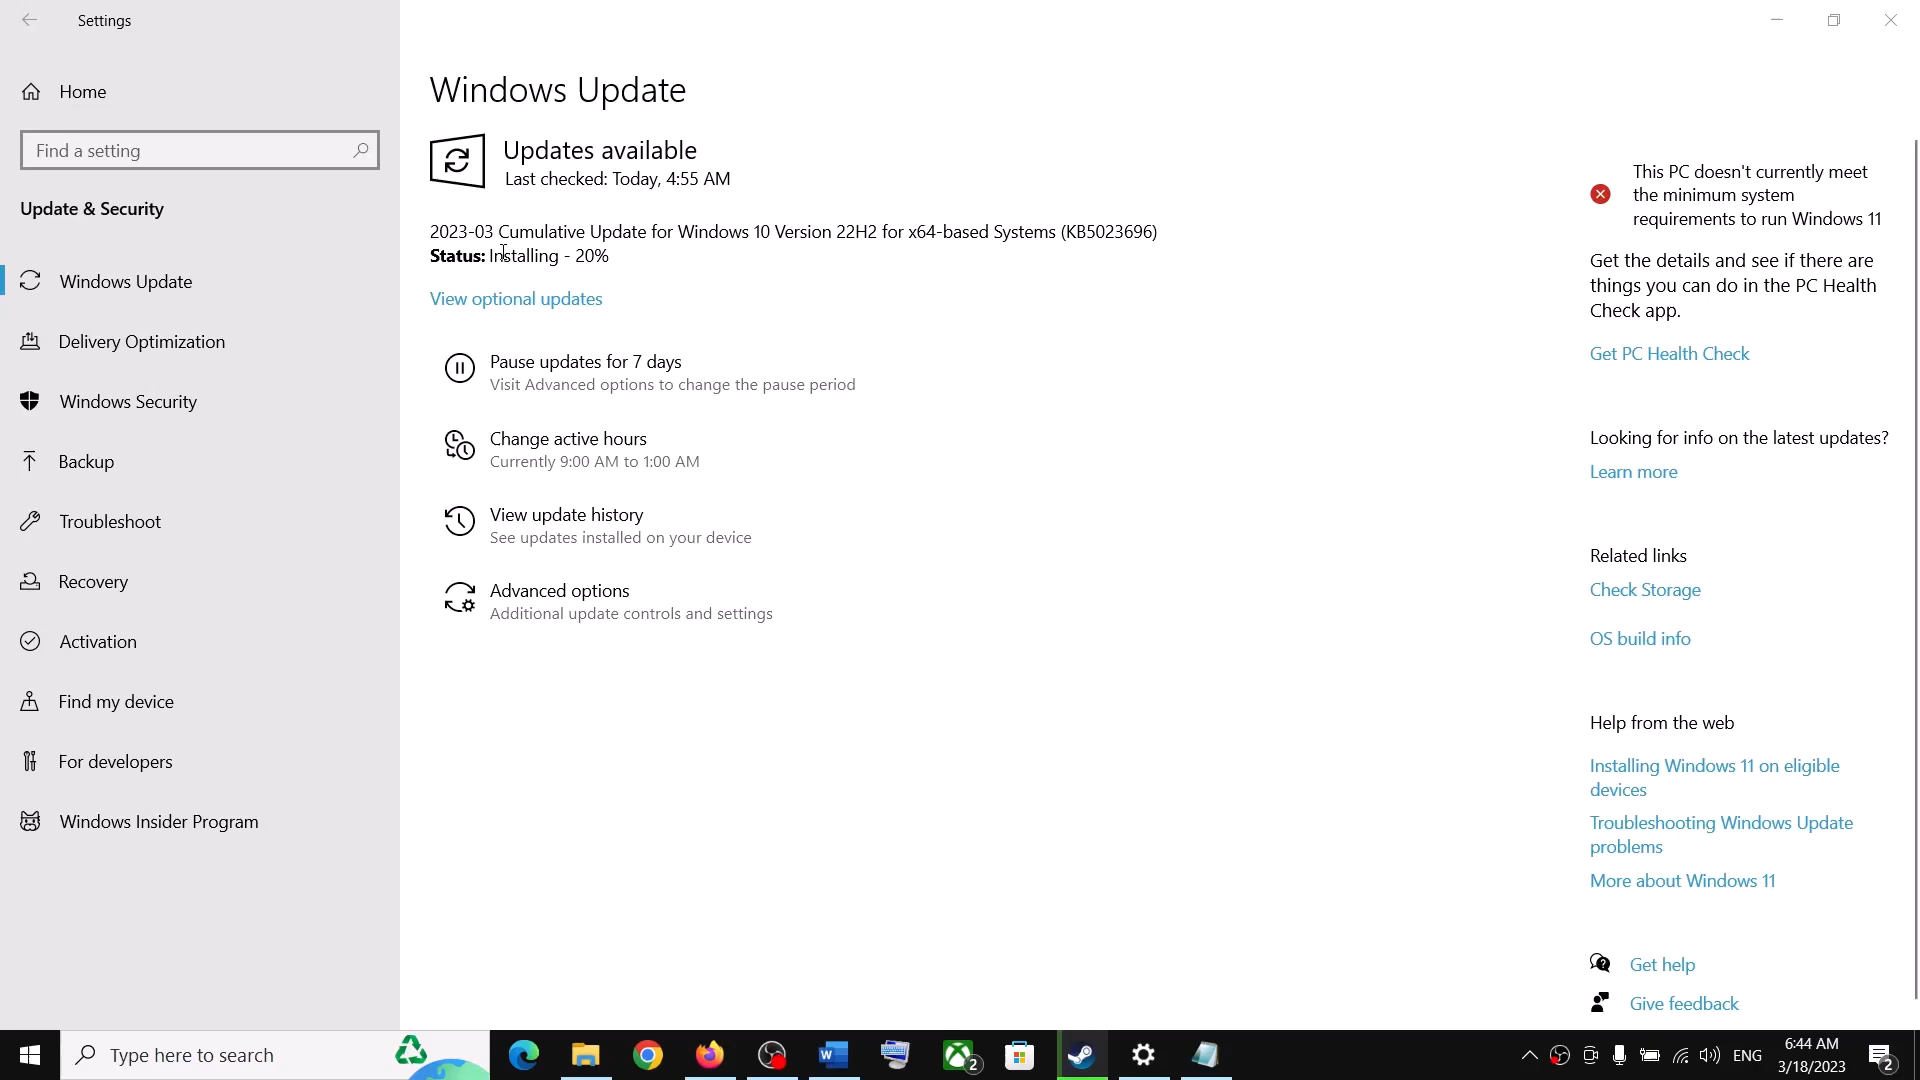 Settings
Home
Find a setting
Update & Security
Windows Update
Delivery Optimization
Windows Security
Backup
Troubleshoot
Recovery
Activation
Find my device
For developers
Windows Insider Program
Windows Update
Updates available
Last checked: Today, 4:55 AM
2023-03 Cumulative Update for Windows 10 Version 22H2 for x64-based Systems (KB5023696)
Status: Installing - 20%
View optional updates
Pause updates for 7 days
Visit Advanced options to change the pause period
Change active hours
Currently 9:00 AM to 1:00 AM
View update history
See updates installed on your device
Advanced options
Additional update controls and settings
This PC doesn't currently meet
the minimum system
requirements to run Windows 11
Get the details and see if there are
things you can do in the PC Health
Check app.
Get PC Health Check
Looking for info on the latest updates?
Learn more
Related links
Check Storage
OS build info
Help from the web
Installing Windows 11 on eligible
devices
Troubleshooting Windows Update
problems
More about Windows 11
Get help
Give feedback
Type here to search
W
2
ENG
6:44 AM
3/18/2023
2